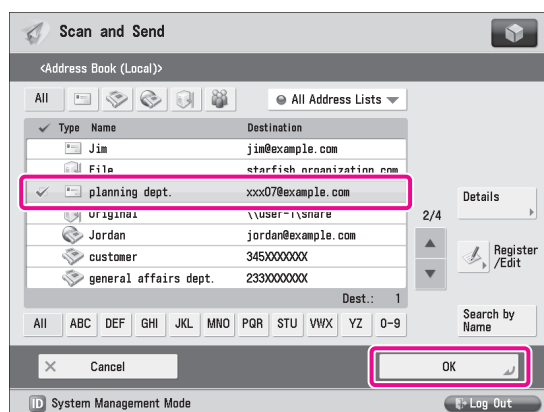 Scan and Send
<Address Book (Local)>
All
All Address Lists
Type Name Destination
Jim jim@example.com
File starfish.organization.com
planning dept. xxx07@example.com
Original \\user-1\share
Jordan jordan@example.com
customer 345XXXXXXX
general affairs dept. 233XXXXXXX
Dest.: 1
2/4
Details
Register
/Edit
All ABC DEF GHI JKL MNO PQR STU VWX YZ 0-9
Search by
Name
Cancel
OK
ID System Management Mode
Log Out